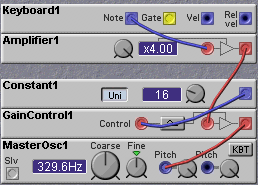 Keyboard1
Note Gate Vel Rel vel
Amplifier1
x4.00
Constant1
Uni 16
GainControl1
Control
MasterOsc1
Slv 329.6Hz Coarse Fine Pitch Pitch KBT